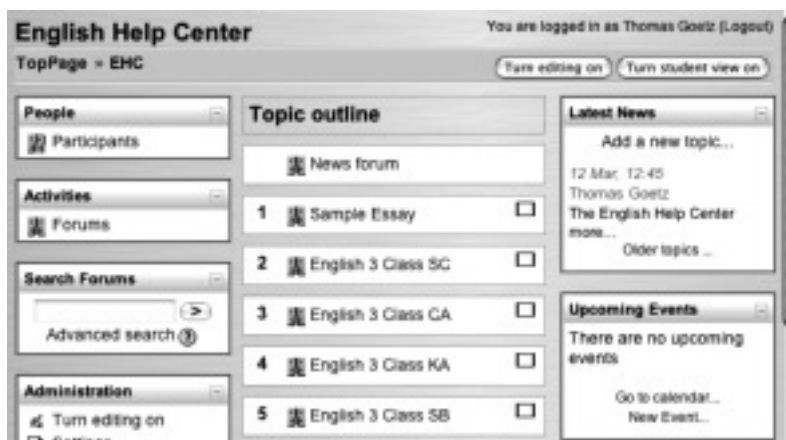 English Help Center
You are logged in as Thomas Goetz (Logout)
TopPage » EHC
Turn editing on
Turn student view on
People
Participants
Activities
Forums
Search Forums
>
Advanced search ?
Administration
Turn editing on
Settings
Topic outline
News forum
1 Sample Essay
2 English 3 Class SC
3 English 3 Class CA
4 English 3 Class KA
5 English 3 Class SB
Latest News
Add a new topic...
12 Mar, 12:45
Thomas Goetz
The English Help Center
more...
Older topics ...
Upcoming Events
There are no upcoming
events
Go to calendar...
New Event...